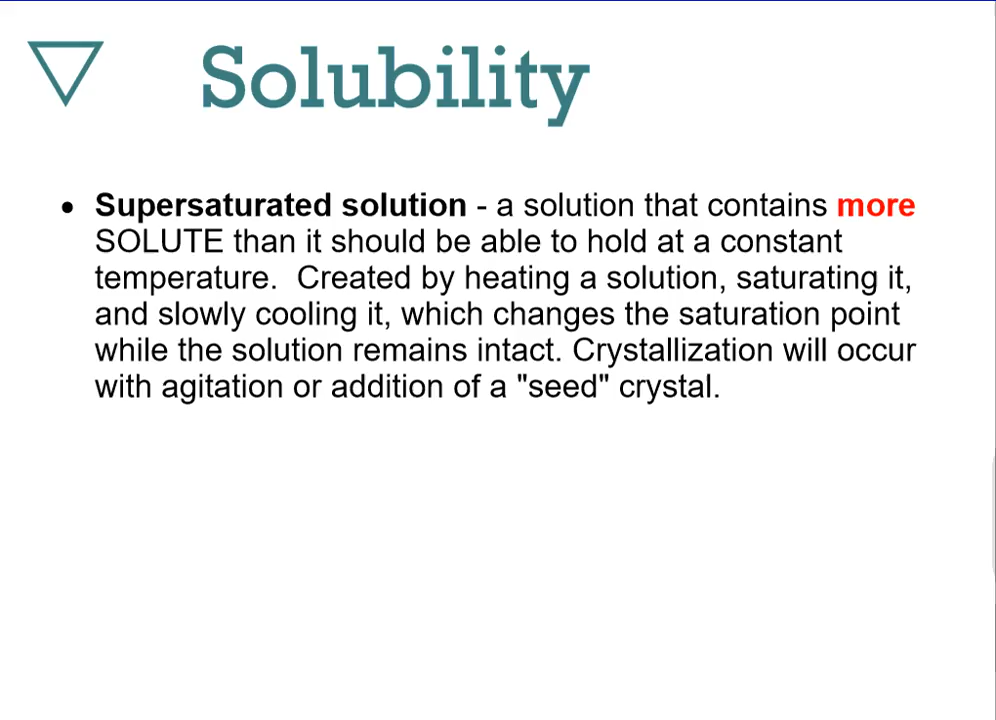 Solubility
• Supersaturated solution - a solution that contains more
SOLUTE than it should be able to hold at a constant
temperature.  Created by heating a solution, saturating it,
and slowly cooling it, which changes the saturation point
while the solution remains intact. Crystallization will occur
with agitation or addition of a "seed" crystal.